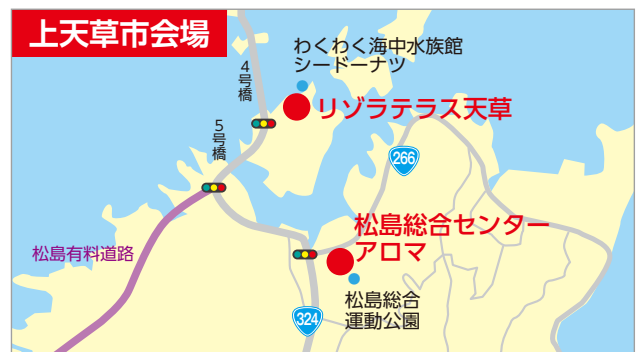 上天草市会場
わくわく海中水族館
シードーナツ
4号橋
リゾラテラス天草
5号橋
266
松島総合センター
アロマ
松島有料道路
松島総合
運動公園
324